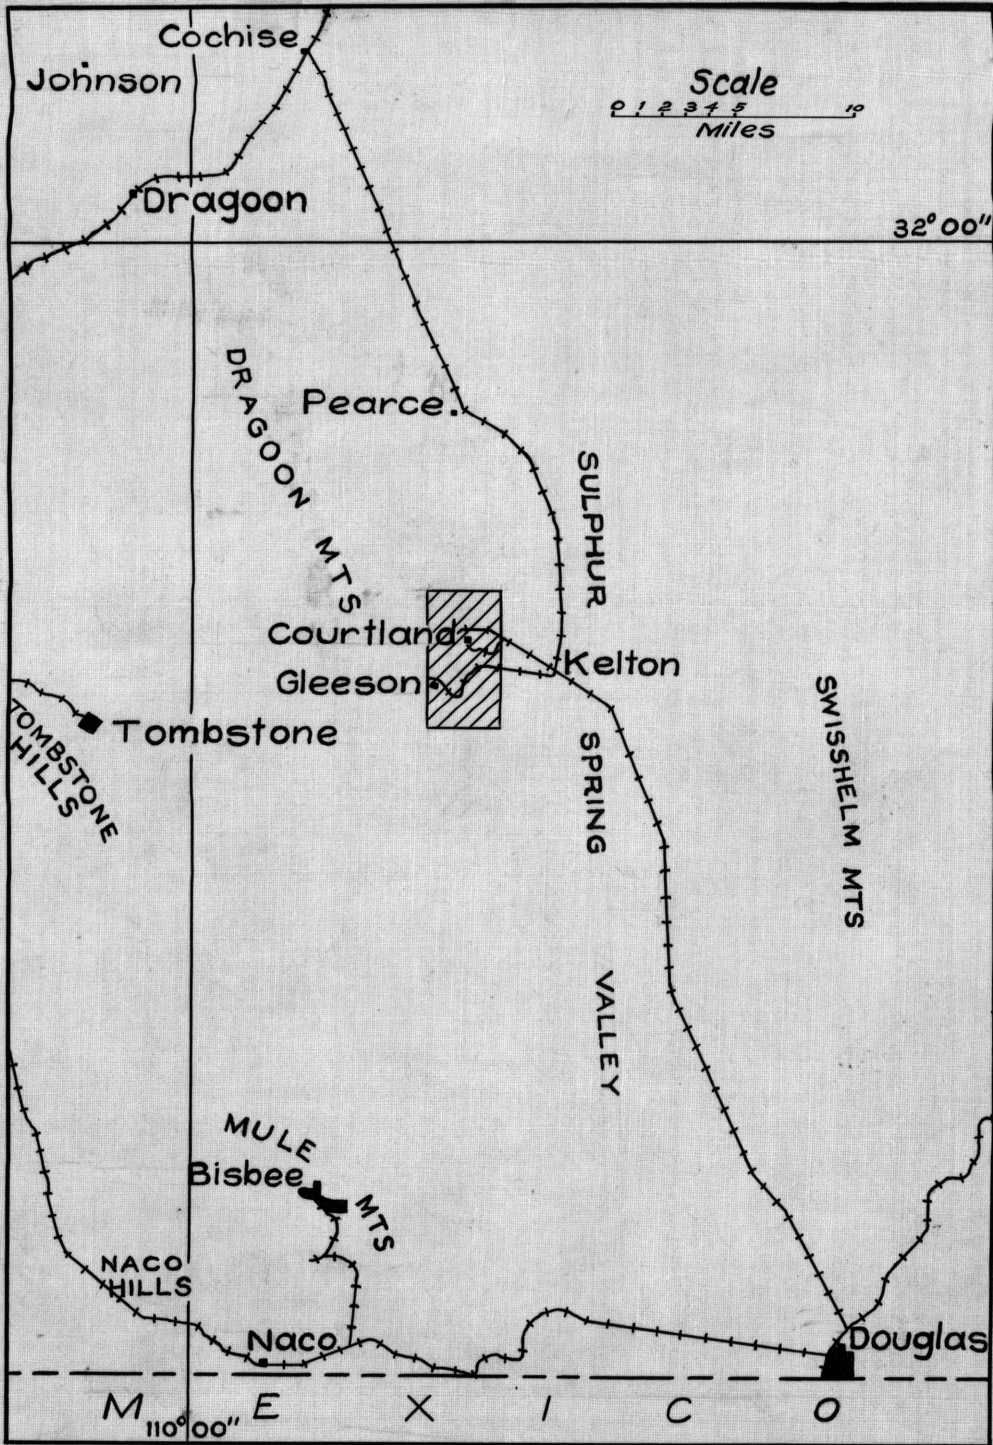 Cochise
Johnson
Scale
0 1 2 3 4 5 10
Miles
Dragoon
32° 00"
DRAGOON MTS
Pearce
SULPHUR SPRING VALLEY
Courtland
Kelton
Gleeson
SWISSHELM MTS
Tombstone
TOMBSTONE
HILLS
MULE MTS
Bisbee
NACO
HILLS
Naco
Douglas
MEXICO
110° 00"